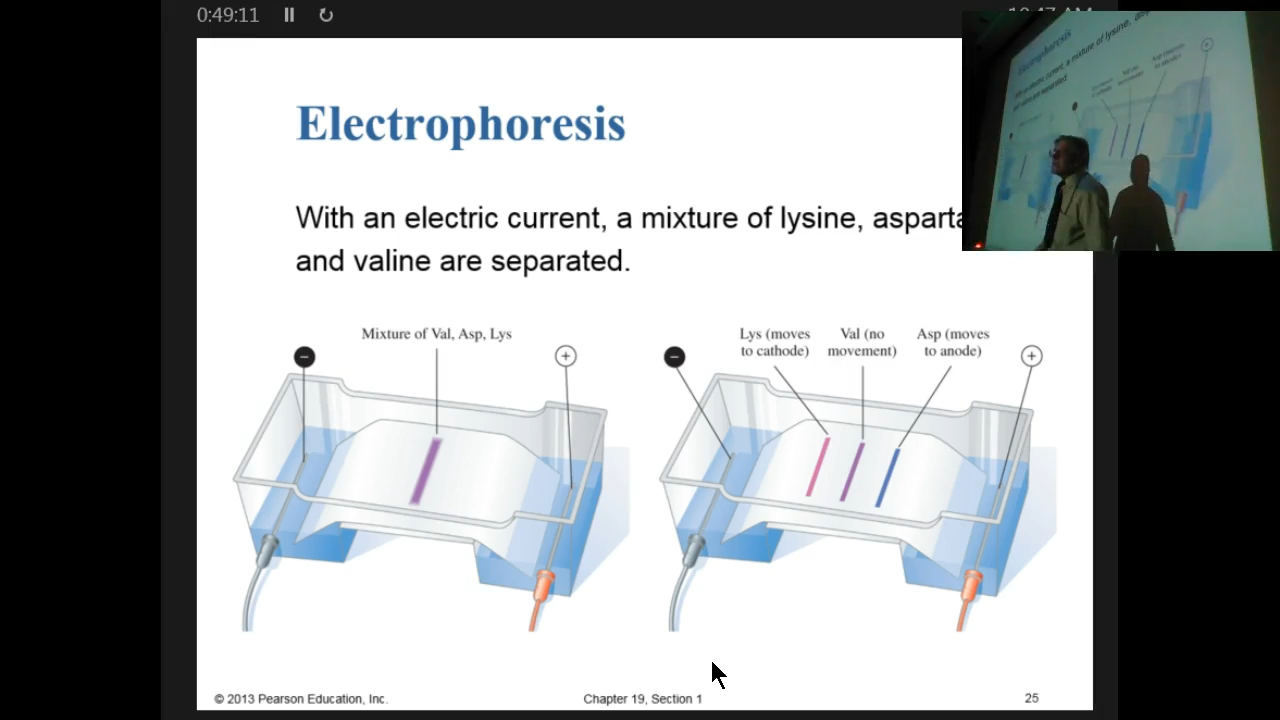 0:49:11
Electrophoresis
With an electric current, a mixture of lysine,
and valine are separated.
Mixture of Val, Asp, Lys
Lys (moves
to cathode)
Val (no
movement)
Asp (moves
to anode)
© 2013 Pearson Education, Inc.
Chapter 19, Section 1
25